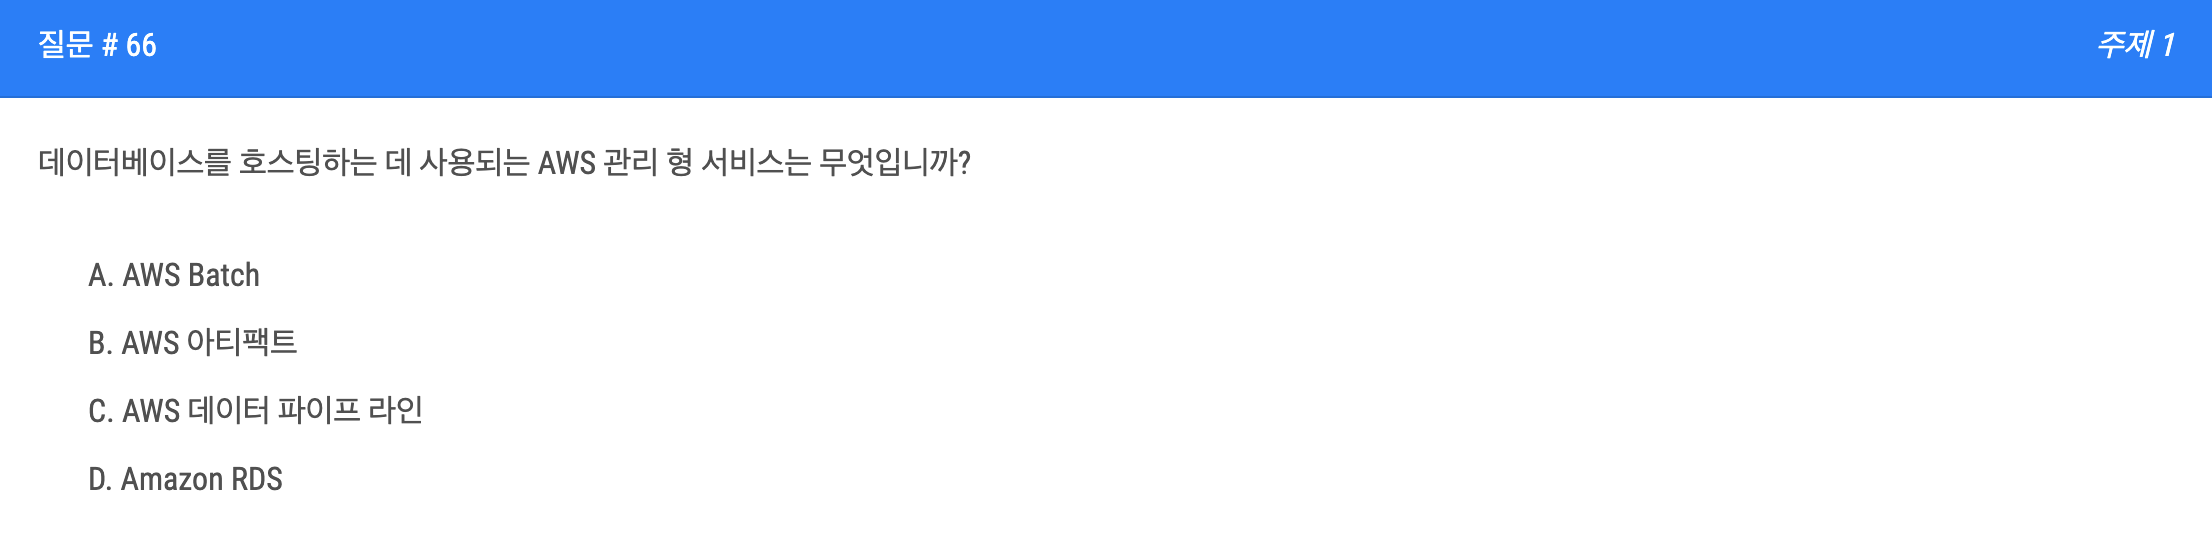 질문 # 66
주제 1
데이터베이스를 호스팅하는 데 사용되는 AWS 관리 형 서비스는 무엇입니까?
A. AWS Batch
B. AWS 아티팩트
C. AWS 데이터 파이프 라인
D. Amazon RDS